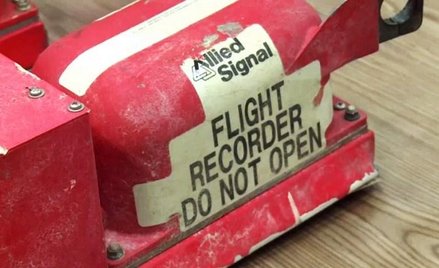 Allied
Signal
FLIGHT
RECORDER
DO NOT OPEN